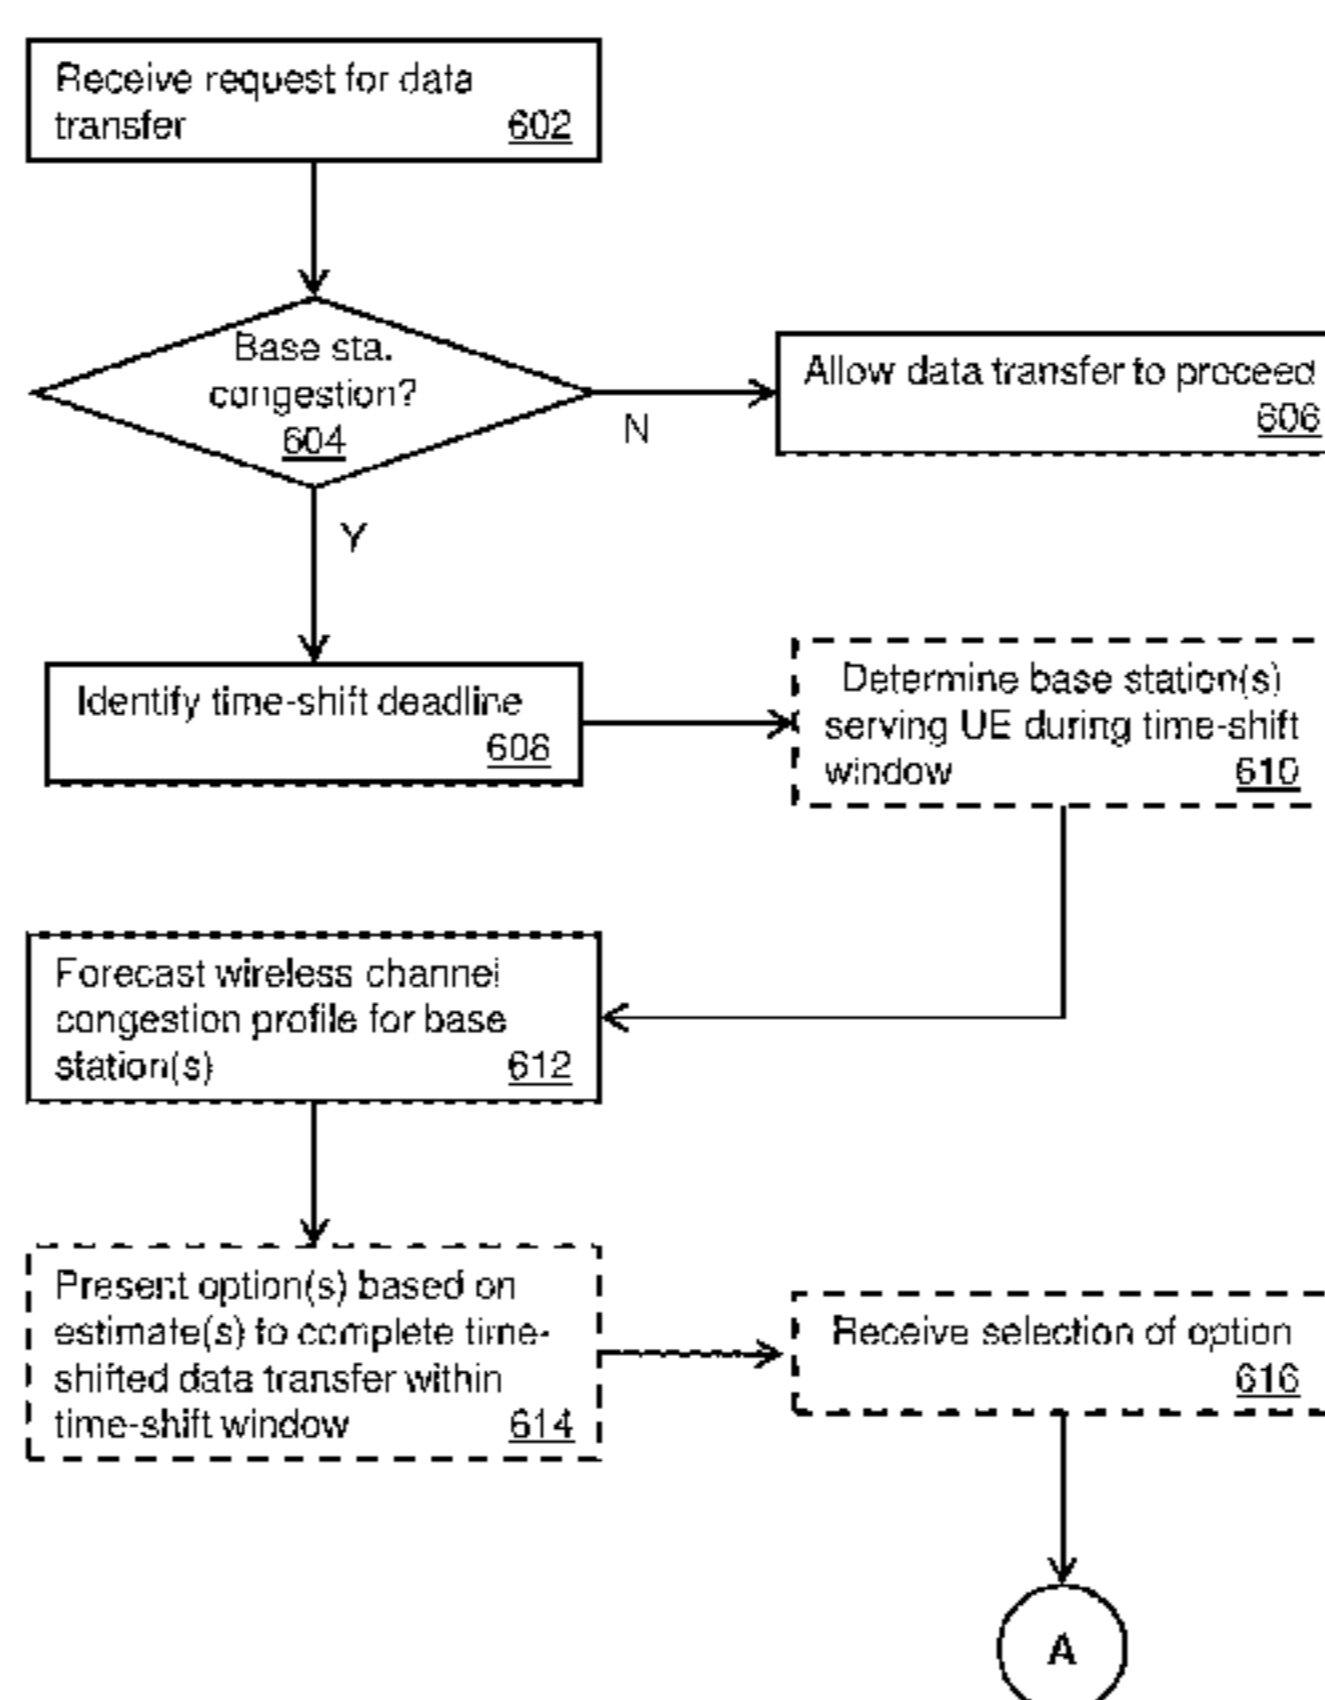 Receive request for data
transfer 602
Base sta.
congestion?
604
N
Allow data transfer to proceed
606
Y
Identify time-shift deadline
608
Determine base station(s)
serving UE during time-shift
window 610
Forecast wireless channel
congestion profile for base
station(s) 612
Present option(s) based on
estimate(s) to complete time-
shifted data transfer within
time-shift window 614
Receive selection of option
616
A